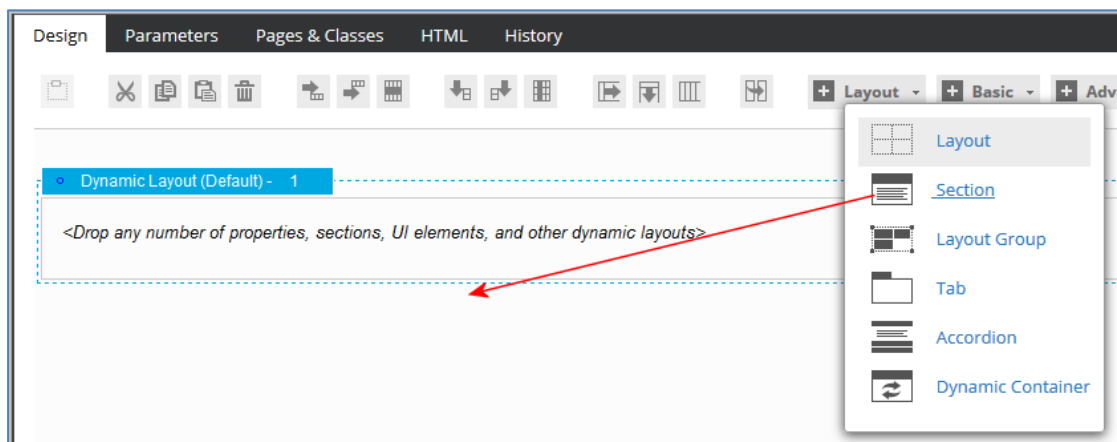 Design Parameters Pages & Classes HTML History
Layout Basic Adv
Layout
Dynamic Layout (Default) - 1
Section
<Drop any number of properties, sections, UI elements, and other dynamic layouts>
Layout Group
Tab
Accordion
Dynamic Container